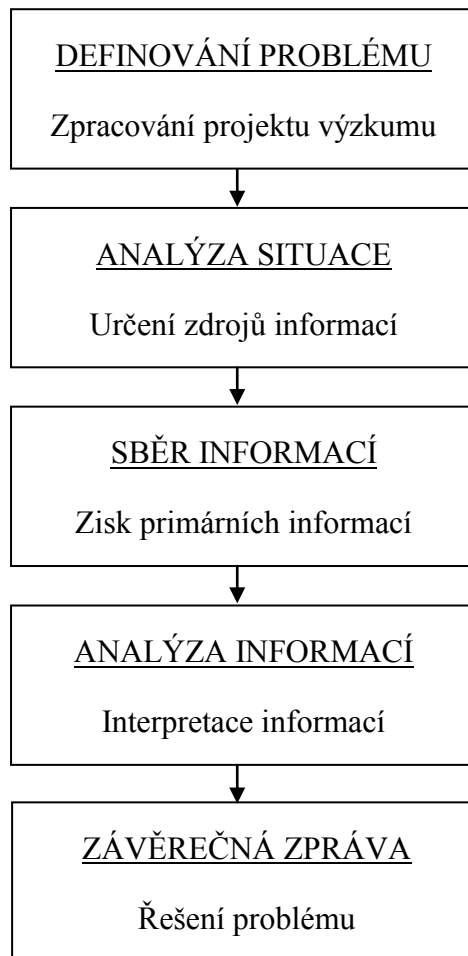 DEFINOVÁNÍ PROBLÉMU
Zpracování projektu výzkumu
ANALÝZA SITUACE
Určení zdrojů informací
SBĚR INFORMACÍ
Zisk primárních informací
ANALÝZA INFORMACÍ
Interpretace informací
ZÁVĚREČNÁ ZPRÁVA
Řešení problému